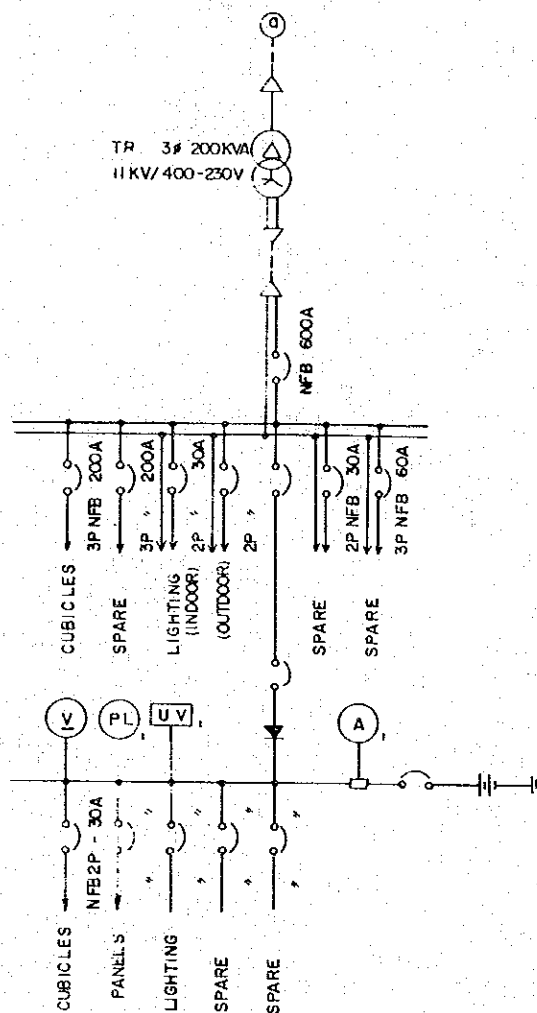 Q
TR 3ø 200KVA
11KV/400-230V
NFB 600A
3P NFB 200A
3P 〃 200A
2P 〃 30A
2P 〃
2P NFB 30A
3P NFB 60A
CUBICLES
SPARE
LIGHTING
(INDOOR)
(OUTDOOR)
SPARE
SPARE
V
PL
UV
A
NFB2P - 30A
〃 〃
〃 〃
〃 〃
CUBICLES
PANELS
LIGHTING
SPARE
SPARE